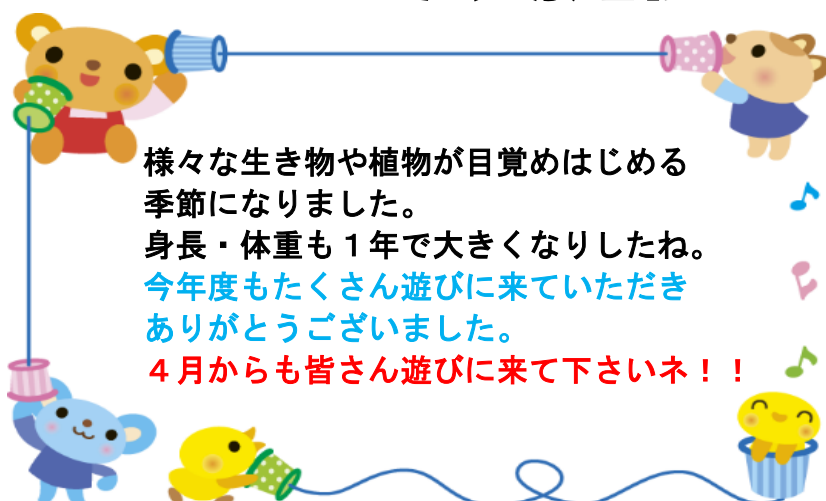 様々な生き物や植物が目覚めはじめる
季節になりました。
身長・体重も１年で大きくなりしたね。
今年度もたくさん遊びに来ていただき
ありがとうございました。
４月からも皆さん遊びに来て下さいネ！！